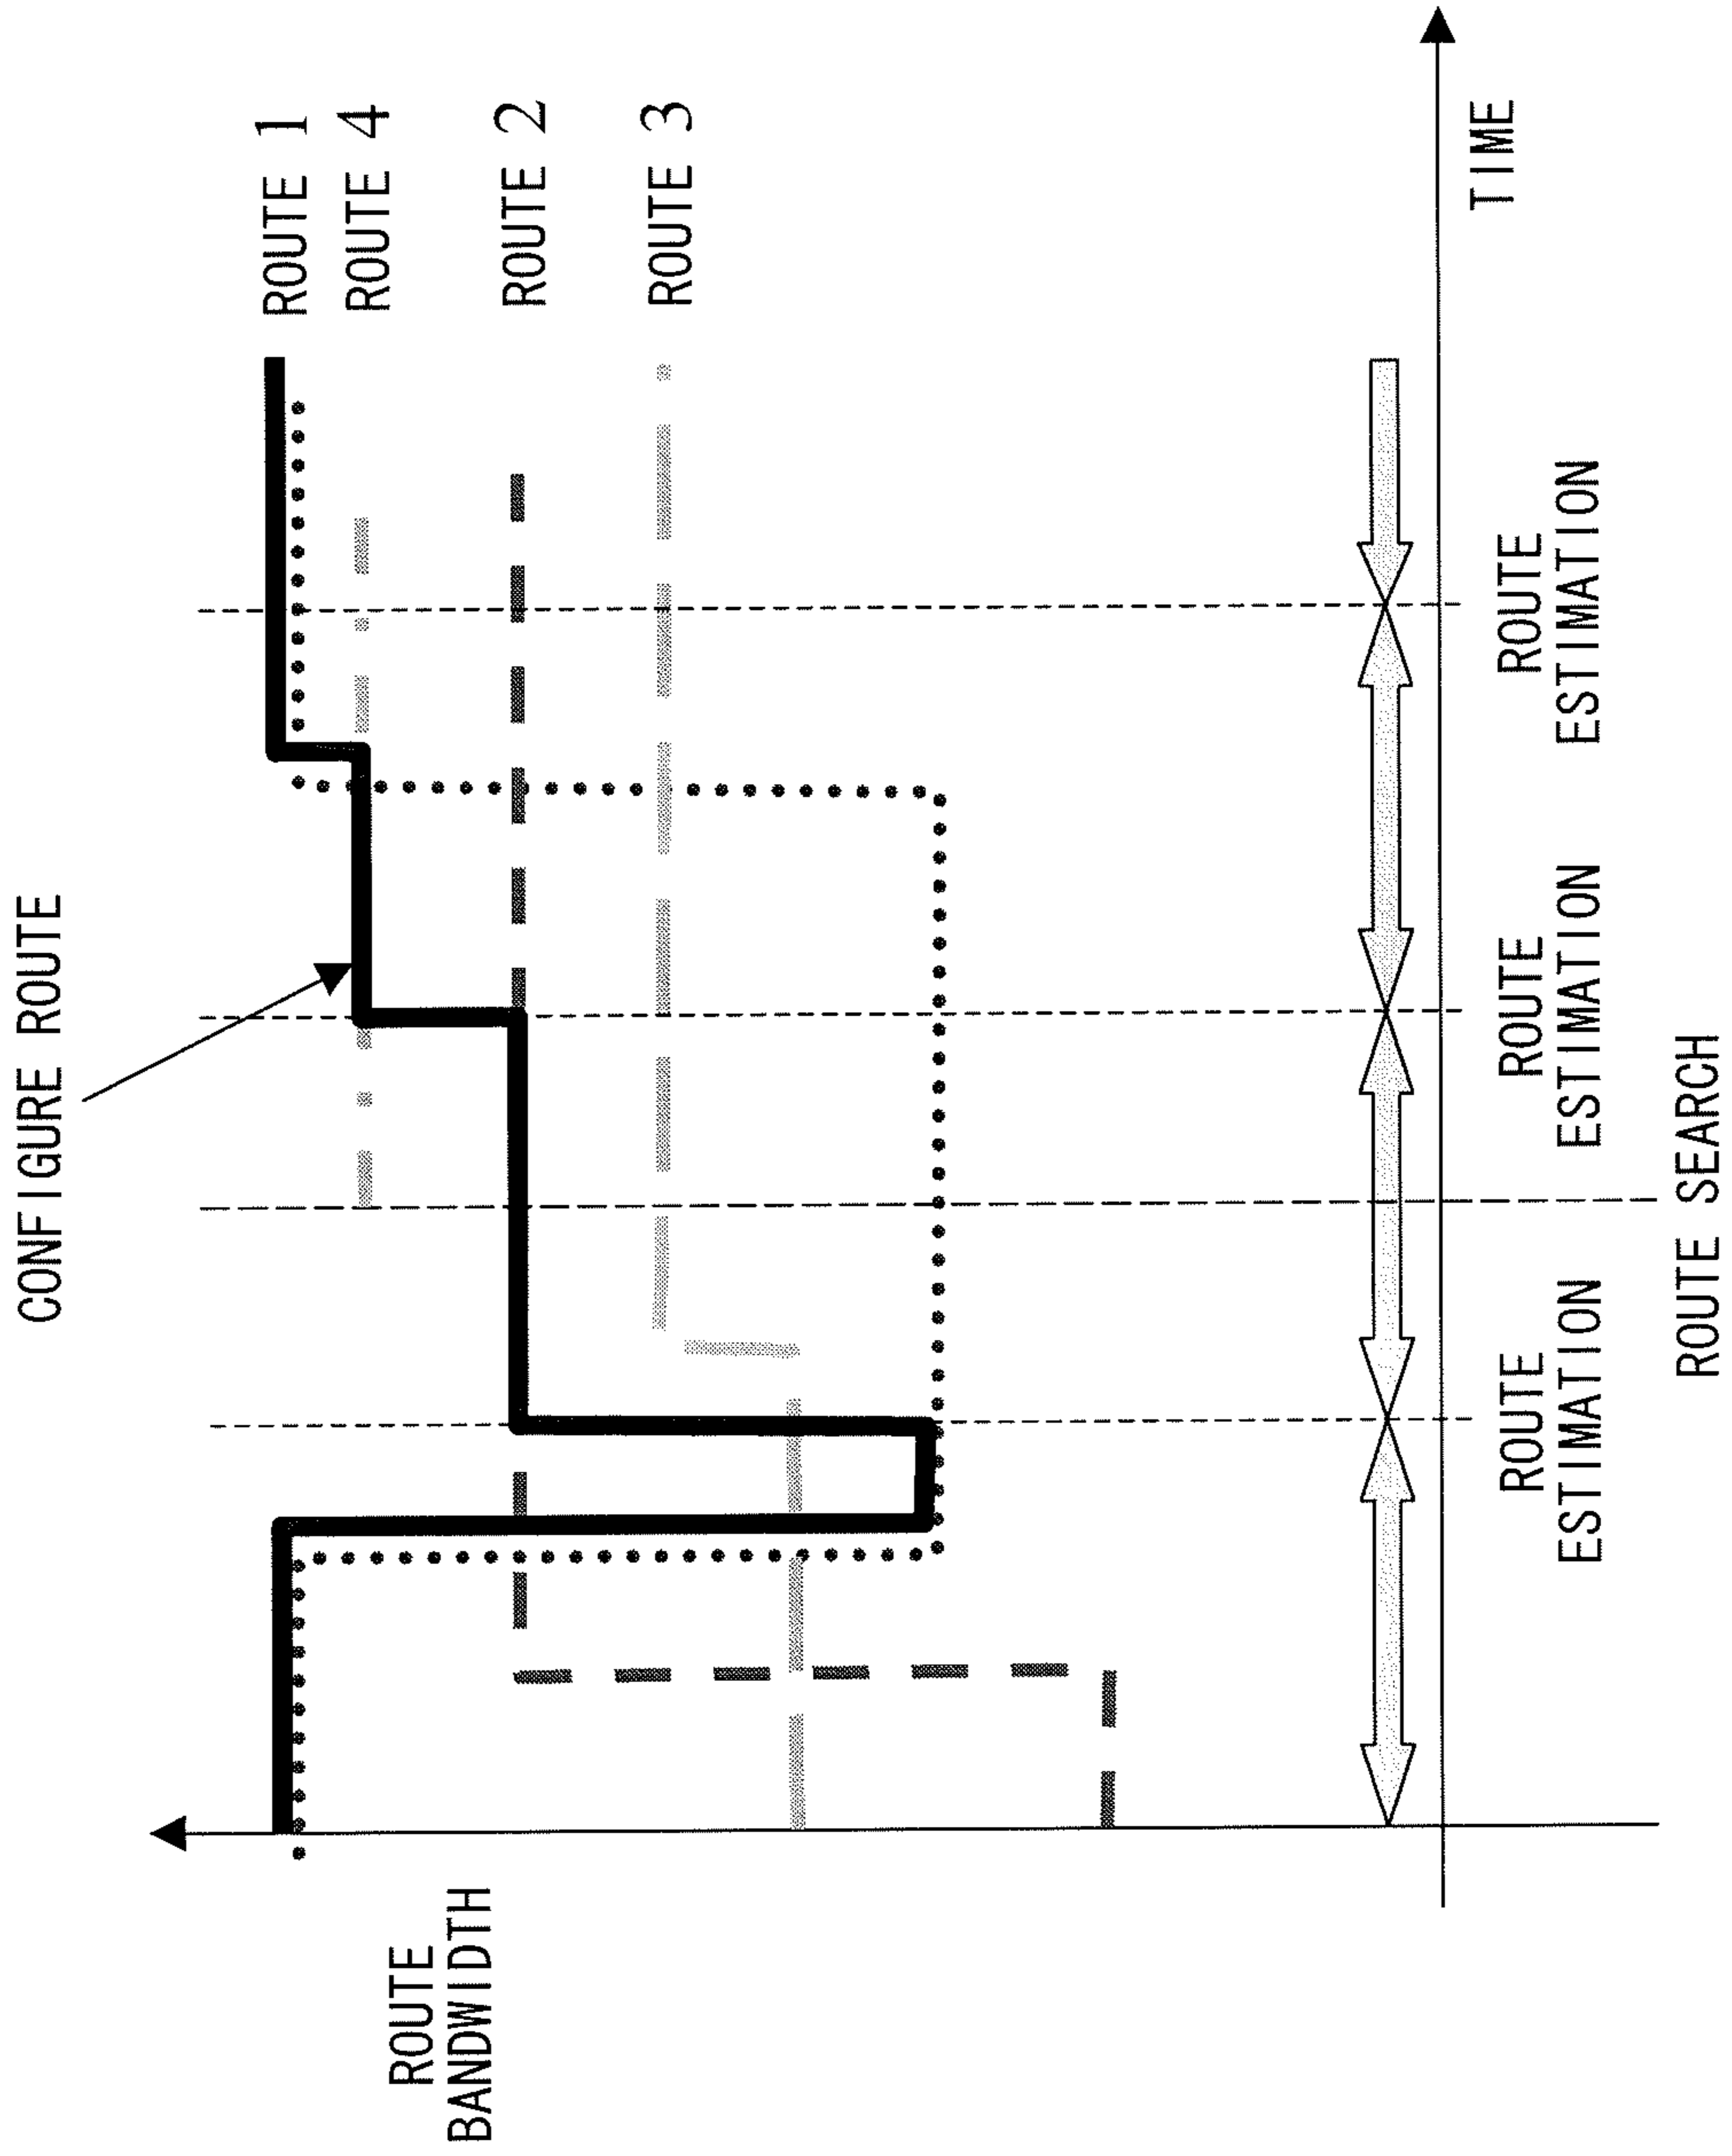 CONFIGURE ROUTE
ROUTE
BANDWIDTH
ROUTE 1
ROUTE 4
ROUTE 2
ROUTE 3
TIME
ROUTE
ESTIMATION
ROUTE
ESTIMATION
ROUTE
ESTIMATION
ROUTE SEARCH